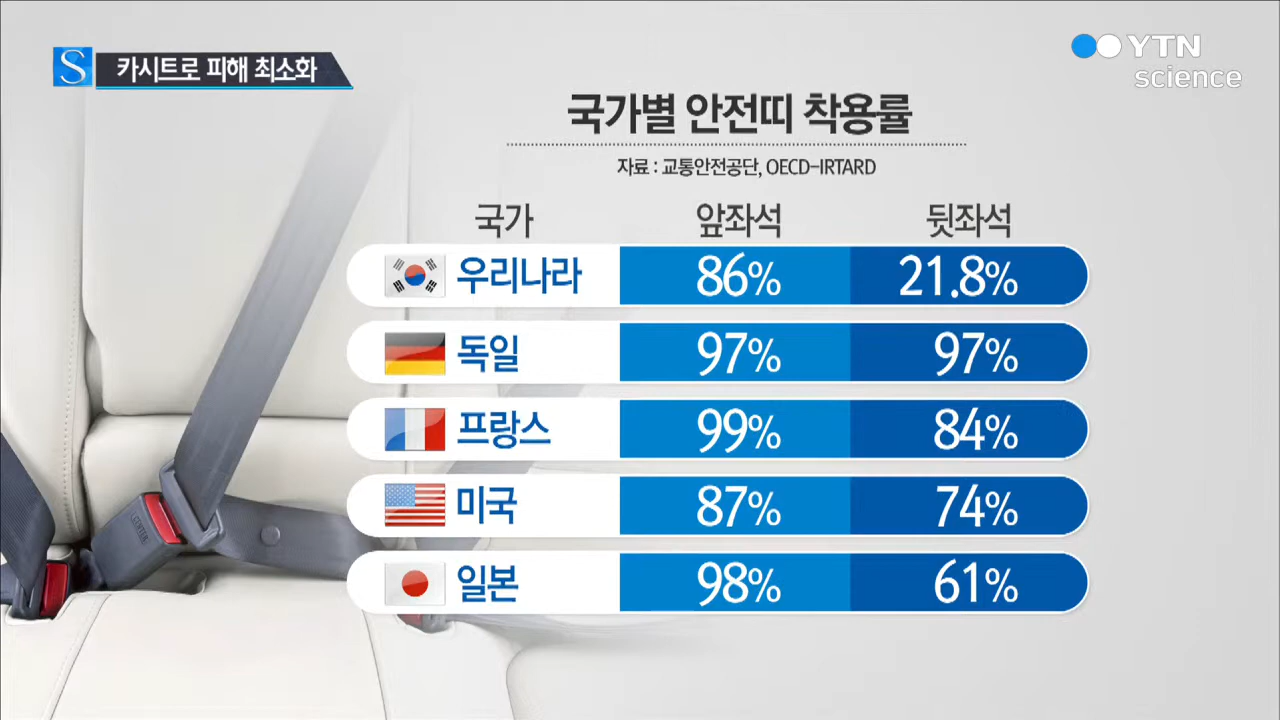 S 카시트로 피해 최소화
YTN
science
국가별 안전띠 착용률
자료 : 교통안전공단, OECD-IRTARD
국가 앞좌석 뒷좌석
우리나라 86% 21.8%
독일 97% 97%
프랑스 99% 84%
미국 87% 74%
일본 98% 61%